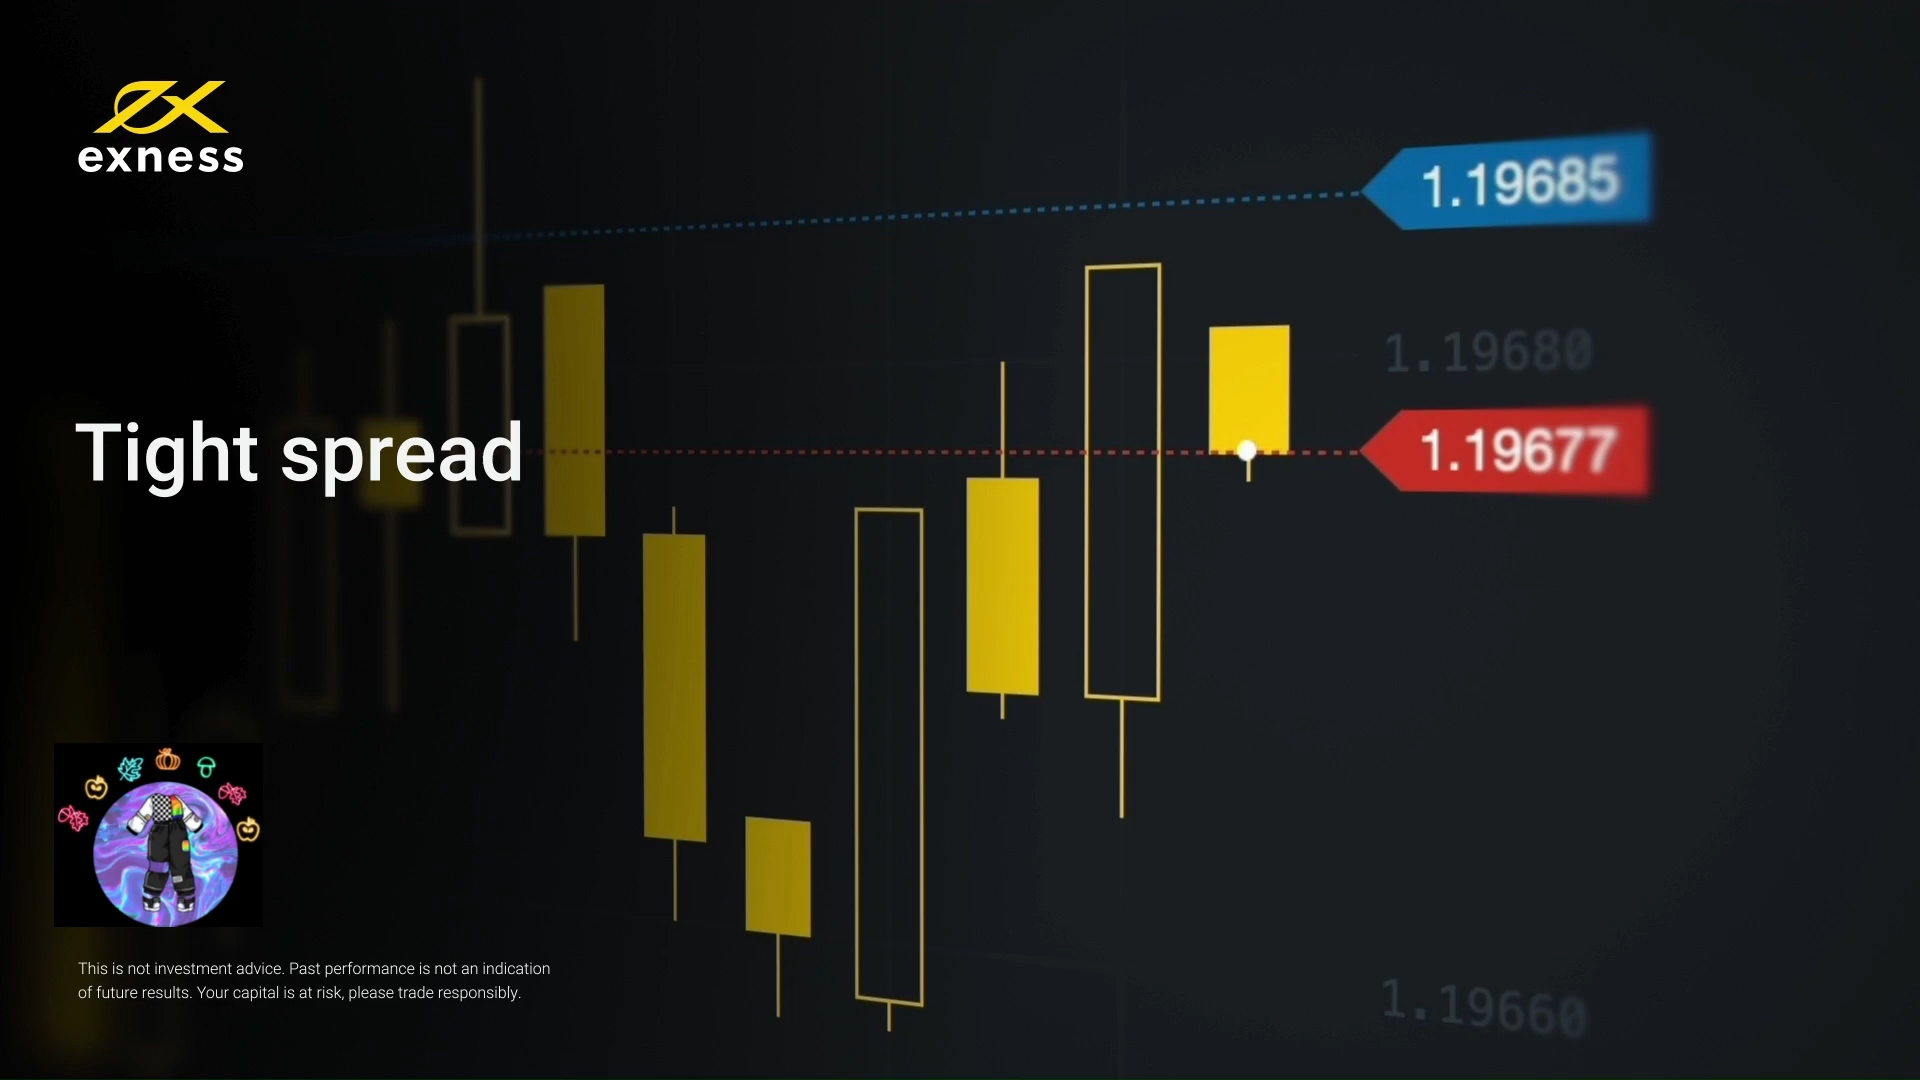 exness
1.19685
1.19680
Tight spread
1.19677
This is not investment advice. Past performance is not an indication
of future results. Your capital is at risk, please trade responsibly.
1.19660